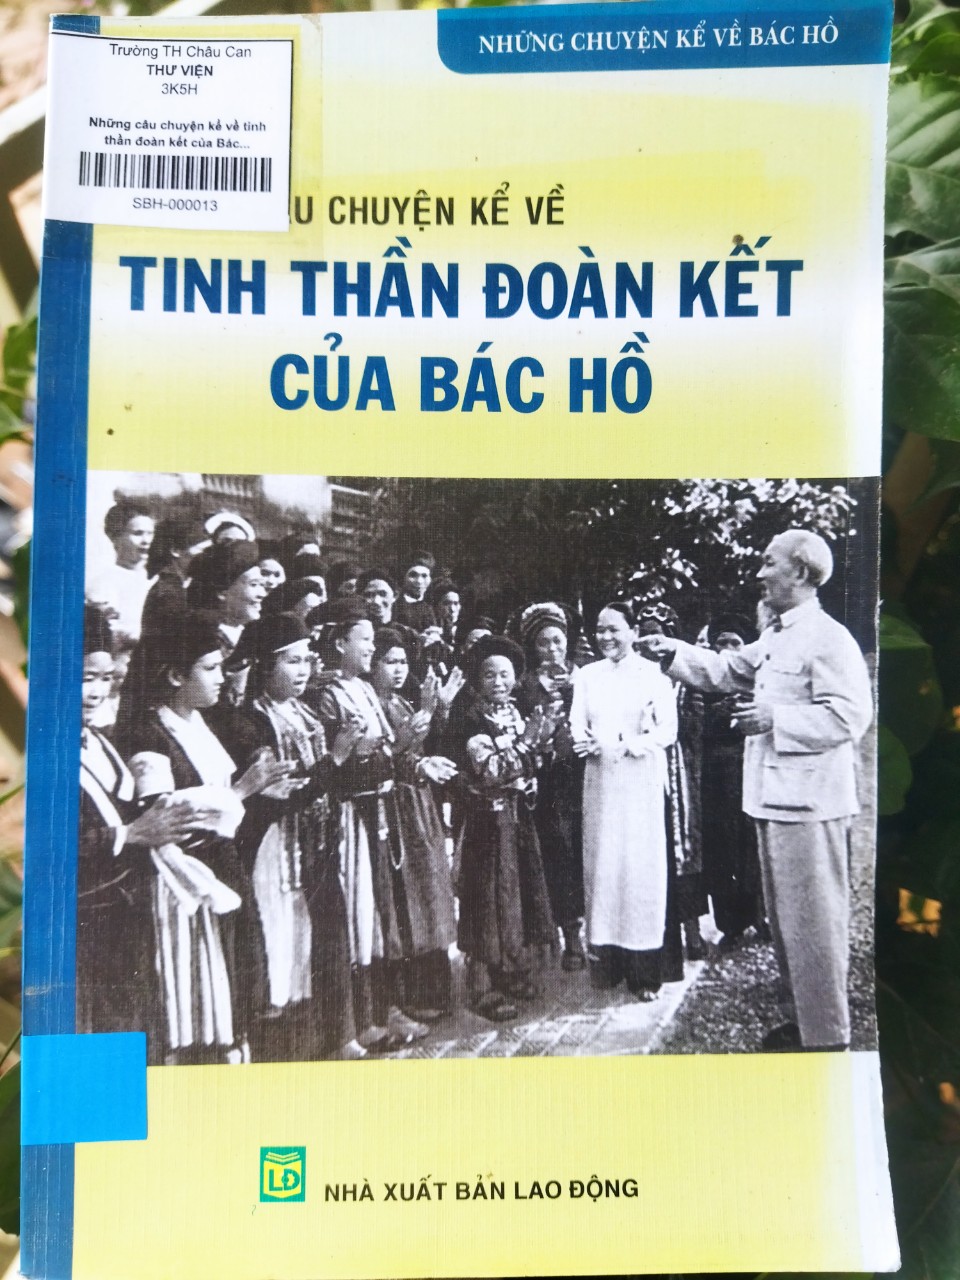 NHỮNG CHUYỆN KỂ VỀ BÁC HỒ
Trường TH Châu Can
THƯ VIỆN
3K5H
Những câu chuyện kể về tinh
thần đoàn kết của Bác...
SBH-000013
CHUYỆN KỂ VỀ
TINH THẦN ĐOÀN KẾT
CỦA BÁC HỒ
LĐ
NHÀ XUẤT BẢN LAO ĐỘNG